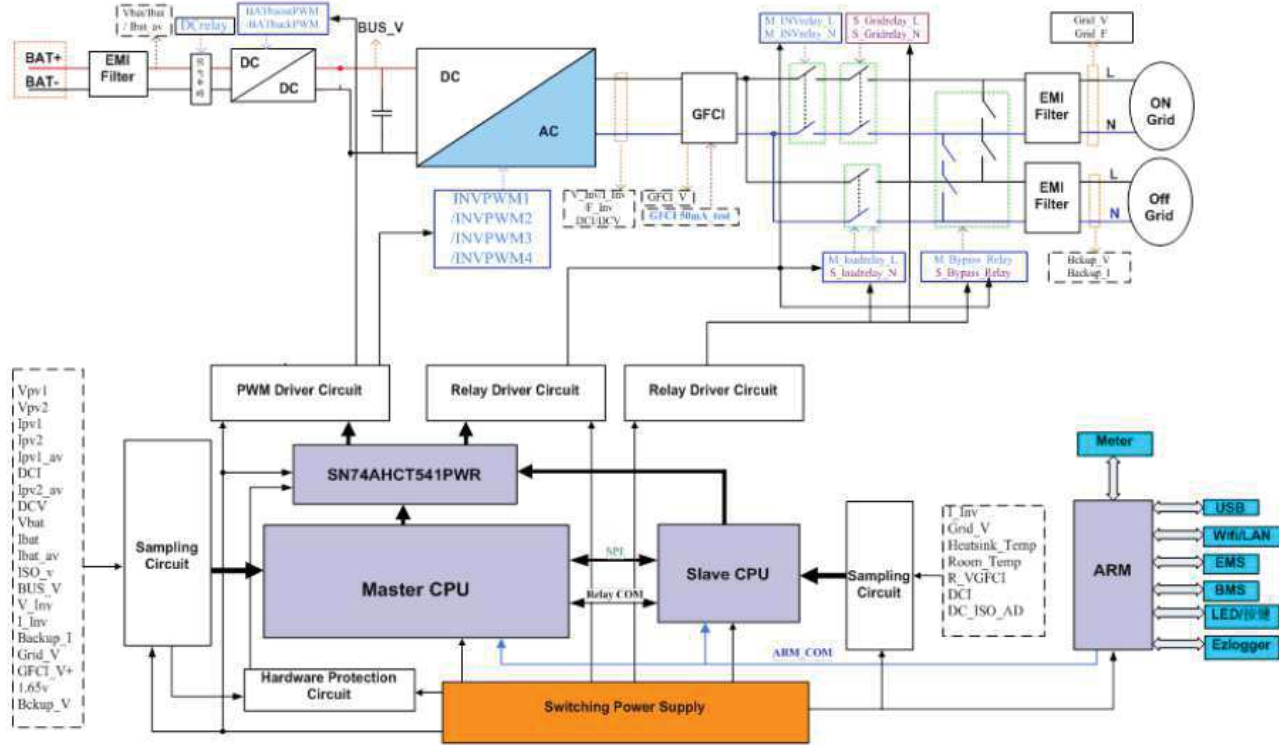 Vbat/Ibat
/ Ibat_av
DCrelay
BATboostPWM
/BATbuckPWM
BUS_V
M_INVrelay_L
M_INVrelay_N
S_Gridrelay_L
S_Gridrelay_N
Grid_V
Grid_F
BAT+
BAT-
EMI
Filter
DC
DC
DC
AC
GFCI
EMI
Filter
L
N
ON
Grid
EMI
Filter
L
N
Off
Grid
INVPWM1
/INVPWM2
/INVPWM3
/INVPWM4
V_Inv/I_Inv
/F_Inv
DCI/DCV
GFCI_V
GFCI 50mA_test
M_loadrelay_L
S_loadrelay_N
M_Bypass_Relay
S_Bypass_Relay
Bckup_V
Backup_I
PWM Driver Circuit
Relay Driver Circuit
Relay Driver Circuit
Vpv1
Vpv2
Ipv1
Ipv2
Ipv1_av
DCI
Ipv2_av
DCV
Vbat
Ibat
Ibat_av
ISO_v
BUS_V
V_Inv
I_Inv
Backup_I
Grid_V
GFCI_V+
1.65v
Bckup_V
Sampling
Circuit
SN74AHCT541PWR
Master CPU
SPI
Relay COM
Slave CPU
Sampling
Circuit
I_Inv
Grid_V
Heatsink_Temp
Room_Temp
R_VGFCI
DCI
DC_ISO_AD
ARM_COM
Meter
ARM
USB
Wifi/LAN
EMS
BMS
LED/按键
Ezlogger
Hardware Protection
Circuit
Switching Power Supply